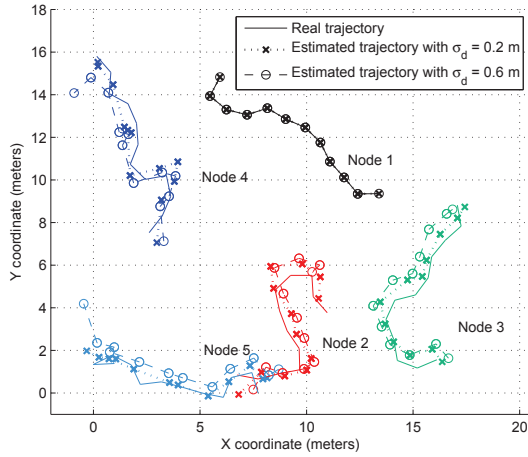 Real trajectory
Estimated trajectory with σd = 0.2 m
Estimated trajectory with σd = 0.6 m
18
16
14
12
10
8
6
4
2
0
Y coordinate (meters)
Node 1
Node 4
Node 3
Node 2
Node 5
0
5
10
15
20
X coordinate (meters)